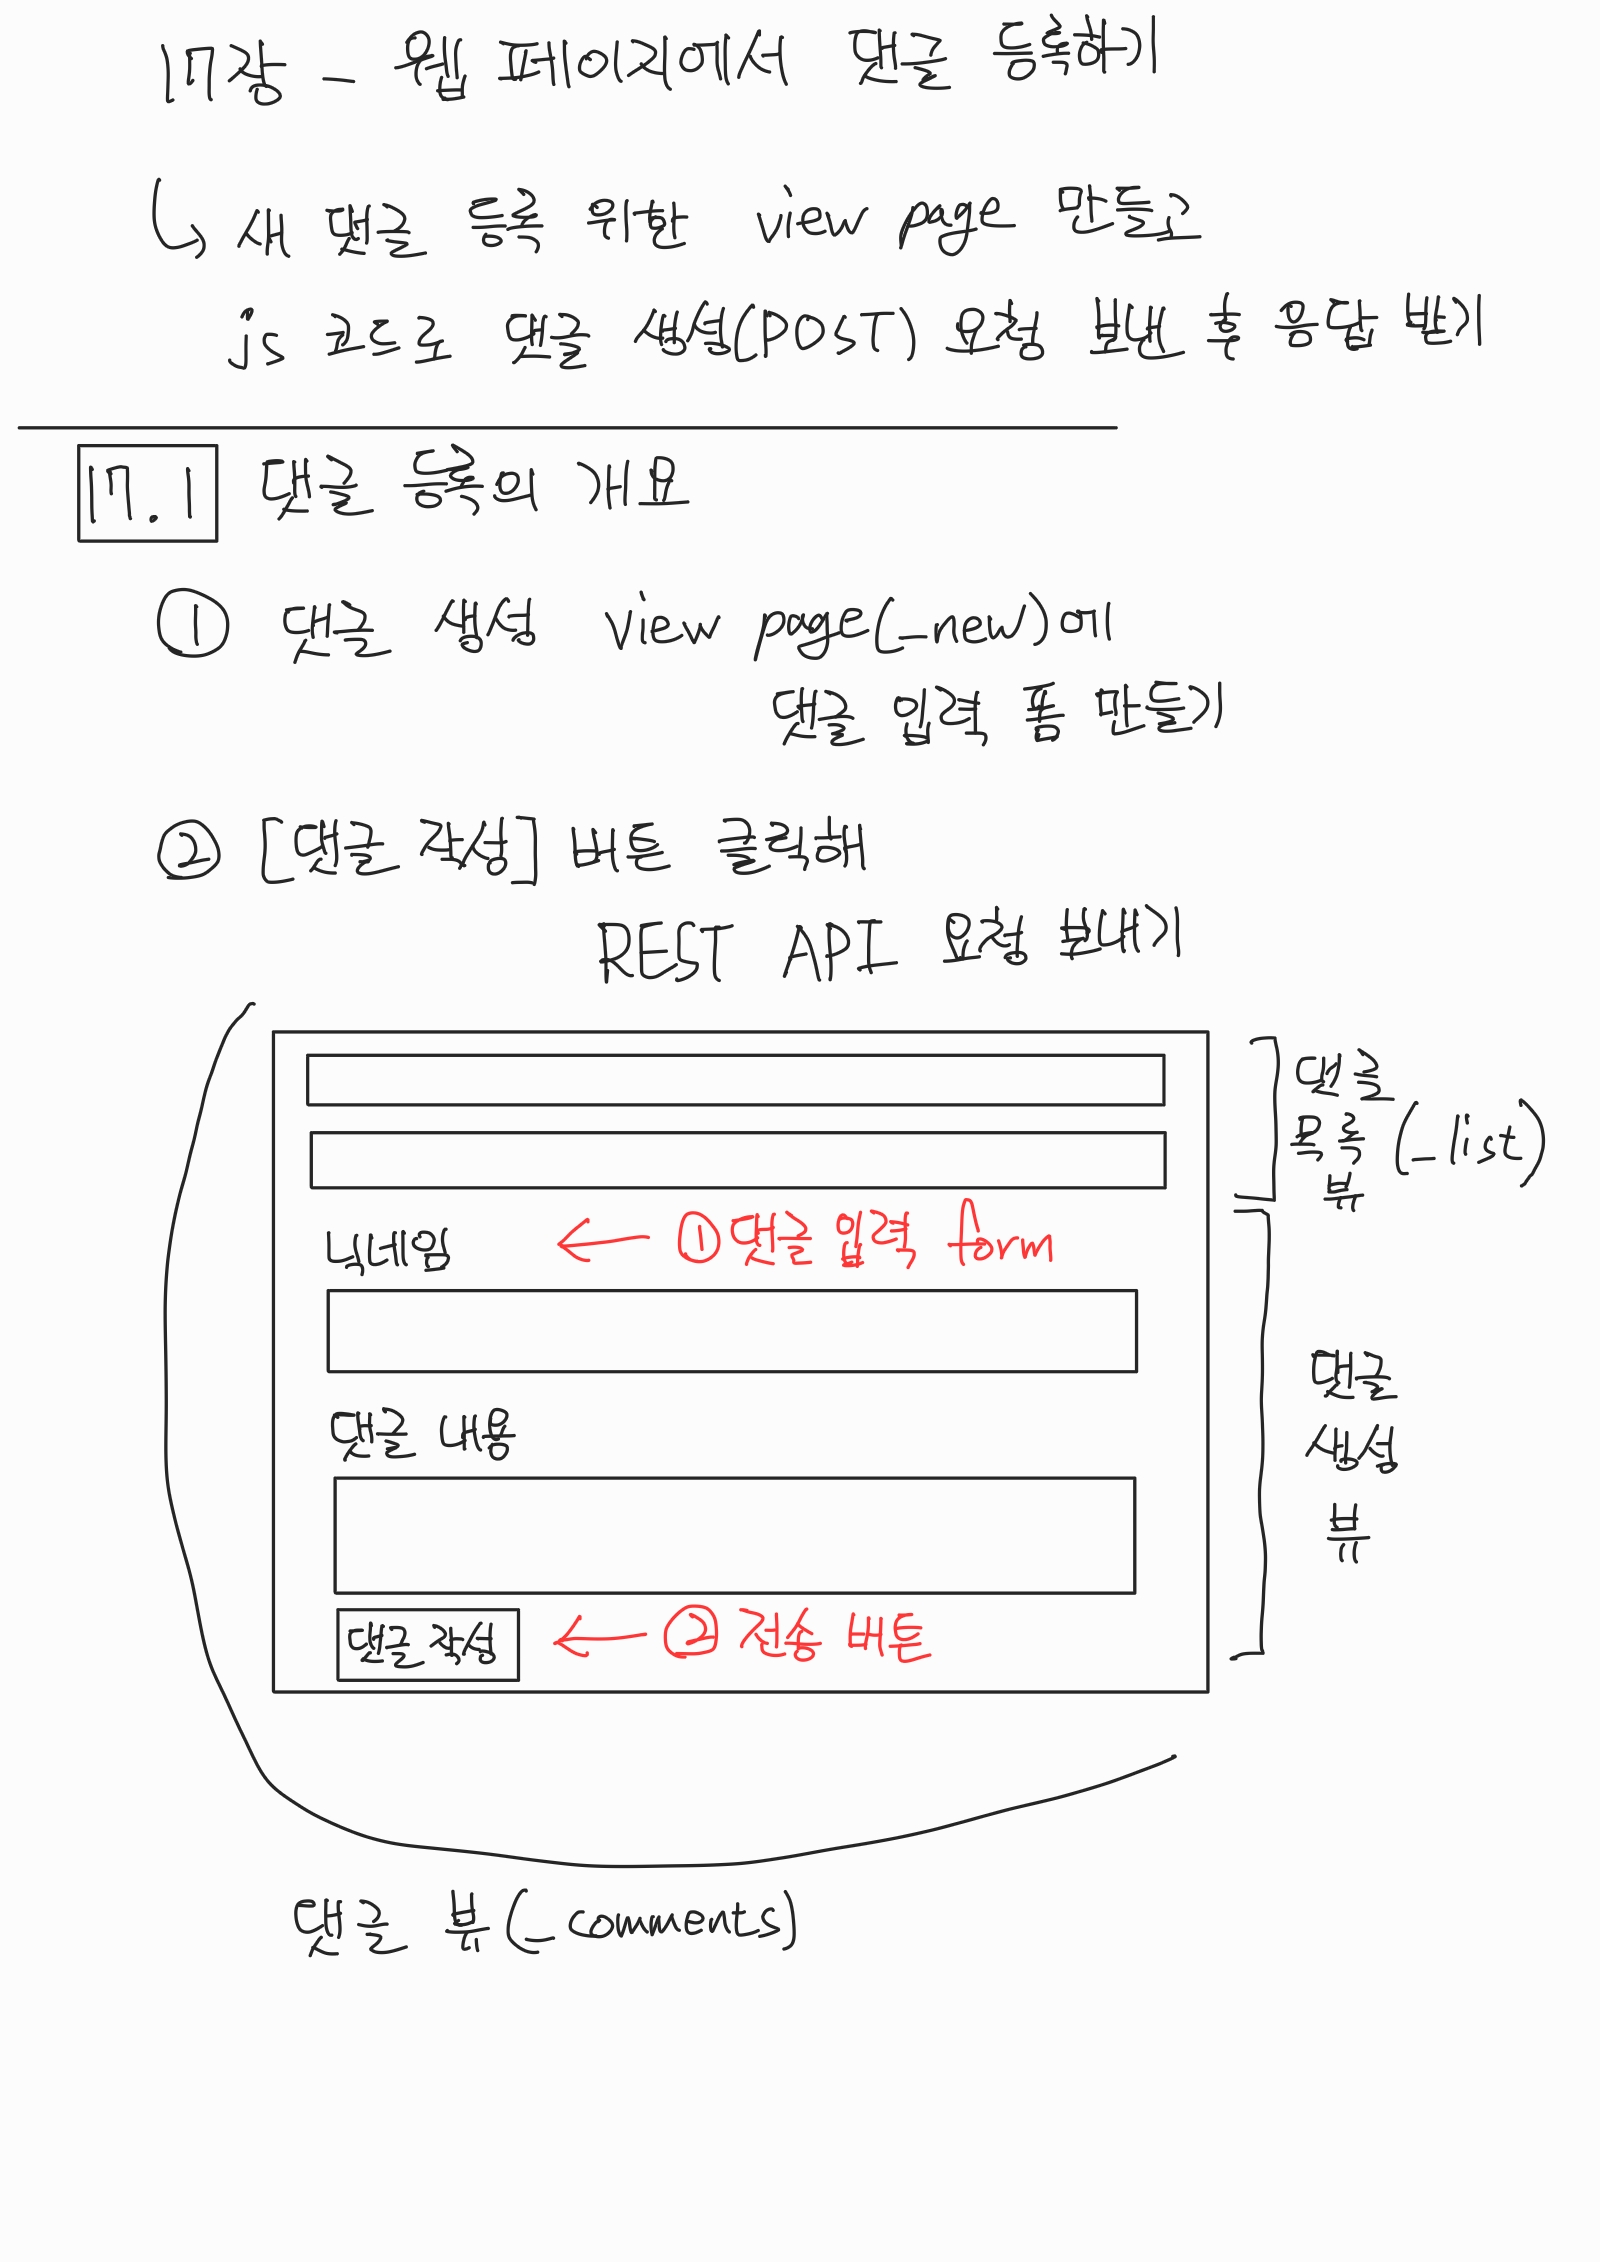 17장 - 웹 페이지에서 댓글 등록하기
새 댓글 등록 위한 view page 만들고
js 코드로 댓글 생성(POST) 요청 보낸 후 응답 받기
17.1 댓글 등록의 개요
① 댓글 생성 view page(_new)에
댓글 입력 폼 만들기
② [댓글 작성] 버튼 클릭해
REST API 요청 보내기
댓글
목록 (_list)
뷰
닉네임 ← ① 댓글 입력 form
댓글 내용
댓글
생성
뷰
댓글 작성 ← ② 전송 버튼
댓글 뷰(_comments)